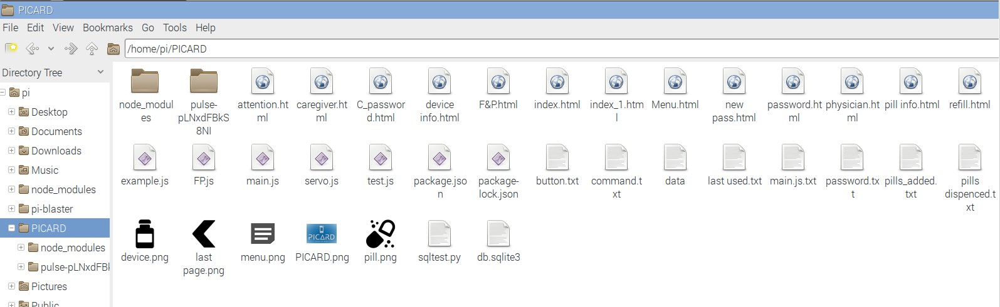 PICARD
File Edit View Bookmarks Go Tools Help
/home/pi/PICARD
Directory Tree
pi
Desktop
Documents
Downloads
Music
node_modules
pi-blaster
PICARD
node_modules
pulse-pLNxdFBl
Pictures
Public
node_modul
es
pulse-
pLNxdFBkS
8NI
attention.ht
ml
caregiver.ht
ml
C_passwor
d.html
device
info.html
F&P.html
index.html
index_1.htm
l
Menu.html
new
pass.html
password.ht
ml
physician.ht
ml
pill info.html
refill.html
example.js
FP.js
main.js
servo.js
test.js
package.jso
n
package-
lock.json
button.txt
command.t
xt
data
last used.txt
main.js.txt
password.tx
t
pills_added.
txt
pills
dispenced.t
xt
device.png
last
page.png
menu.png
PICARD
PICARD.png
pill.png
sqltest.py
db.sqlite3